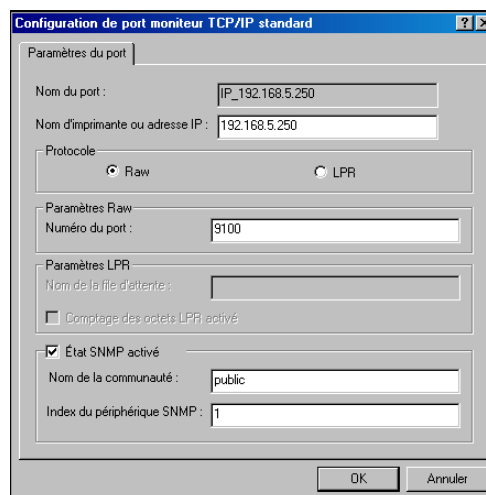 Configuration de port moniteur TCP/IP standard
Paramètres du port
Nom du port : IP_192.168.5.250
Nom d'imprimante ou adresse IP : 192.168.5.250
Protocole
Raw LPR
Paramètres Raw
Numéro du port : 9100
Paramètres LPR
Nom de la file d'attente :
Comptage des octets LPR activé
État SNMP activé
Nom de la communauté : public
Index du périphérique SNMP : 1
OK Annuler